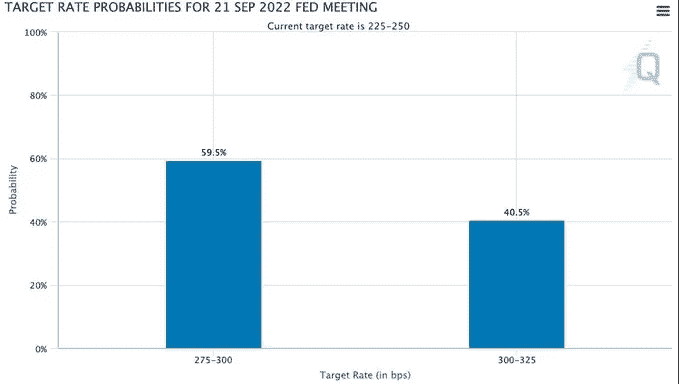 TARGET RATE PROBABILITIES FOR 21 SEP 2022 FED MEETING
Current target rate is 225-250
100%
Q
80%
59.5%
60%
Probability
40.5%
40%
20%
0%
275-300
300-325
Target Rate (in bps)